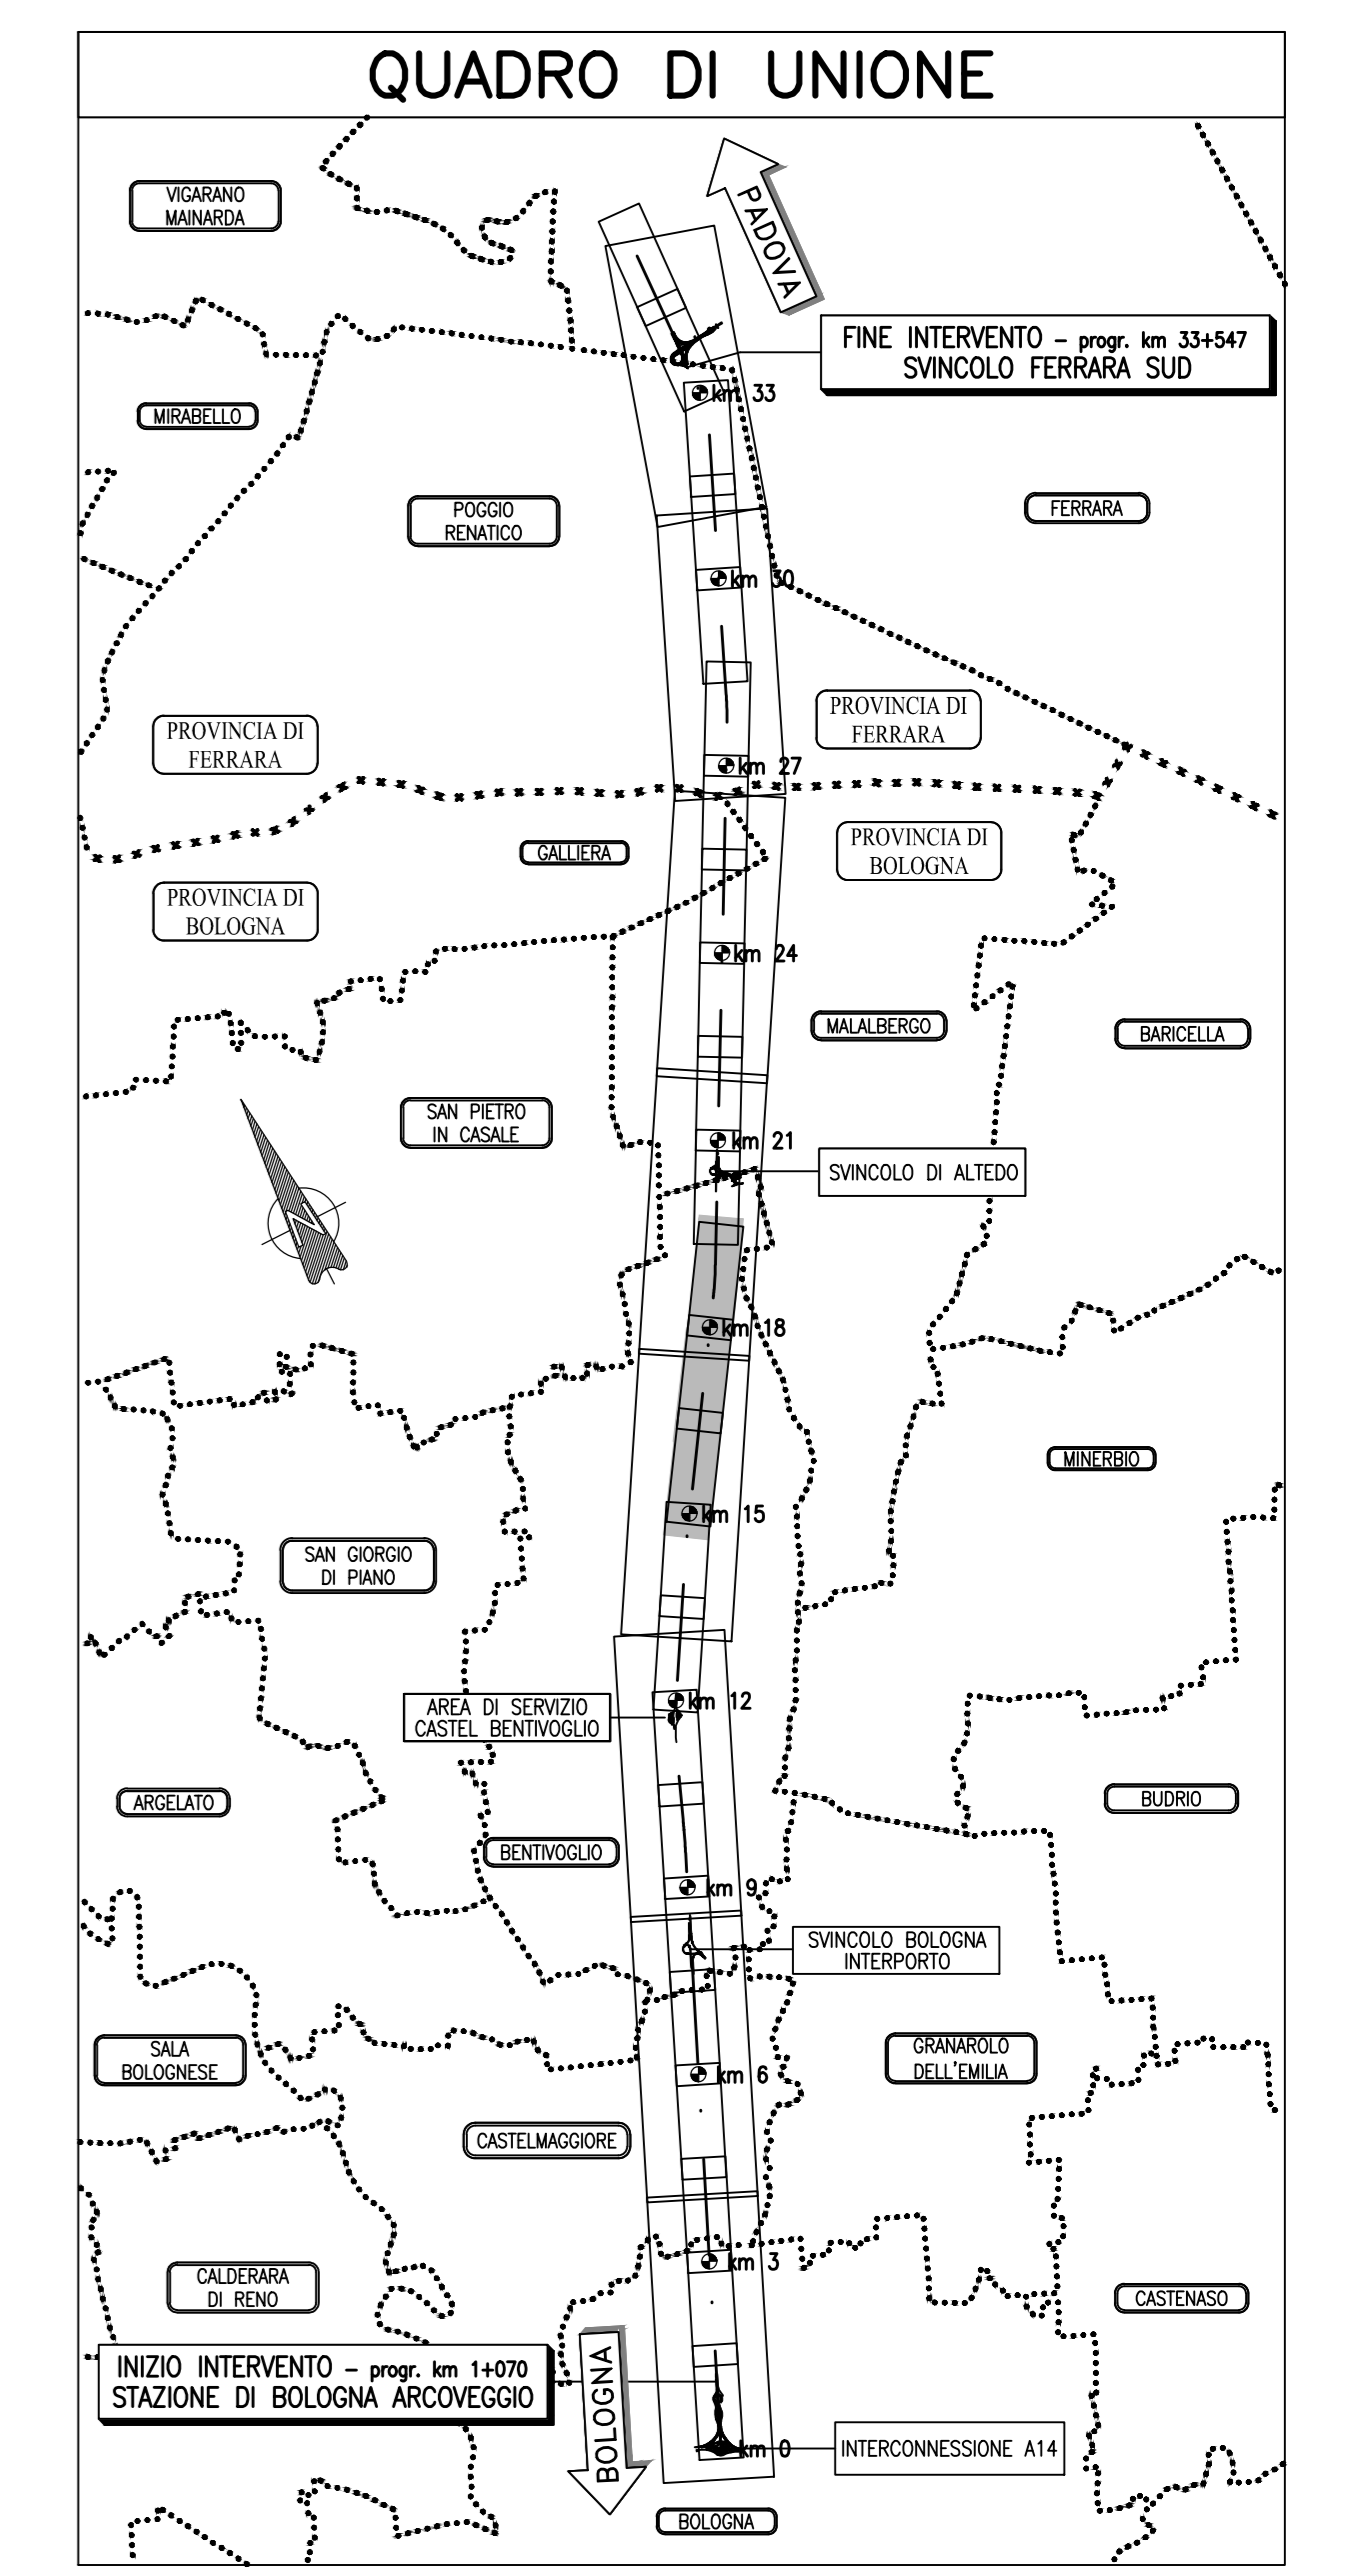 QUADRO DI UNIONE
VIGARANO
MAINARDA
PADOVA
FINE INTERVENTO – progr. km 33+547
SVINCOLO FERRARA SUD
km 33
MIRABELLO
POGGIO
RENATICO
FERRARA
km 30
PROVINCIA DI
FERRARA
PROVINCIA DI
FERRARA
km 27
GALLIERA
PROVINCIA DI
BOLOGNA
PROVINCIA DI
BOLOGNA
km 24
MALALBERGO
BARICELLA
SAN PIETRO
IN CASALE
km 21
SVINCOLO DI ALTEDO
N
km 18
MINERBIO
km 15
SAN GIORGIO
DI PIANO
km 12
AREA DI SERVIZIO
CASTEL BENTIVOGLIO
ARGELATO
BUDRIO
BENTIVOGLIO
km 9
SVINCOLO BOLOGNA
INTERPORTO
SALA
BOLOGNESE
GRANAROLO
DELL'EMILIA
km 6
CASTELMAGGIORE
km 3
CALDERARA
DI RENO
CASTENASO
INIZIO INTERVENTO – progr. km 1+070
STAZIONE DI BOLOGNA ARCOVEGGIO
BOLOGNA
km 0
INTERCONNESSIONE A14
BOLOGNA